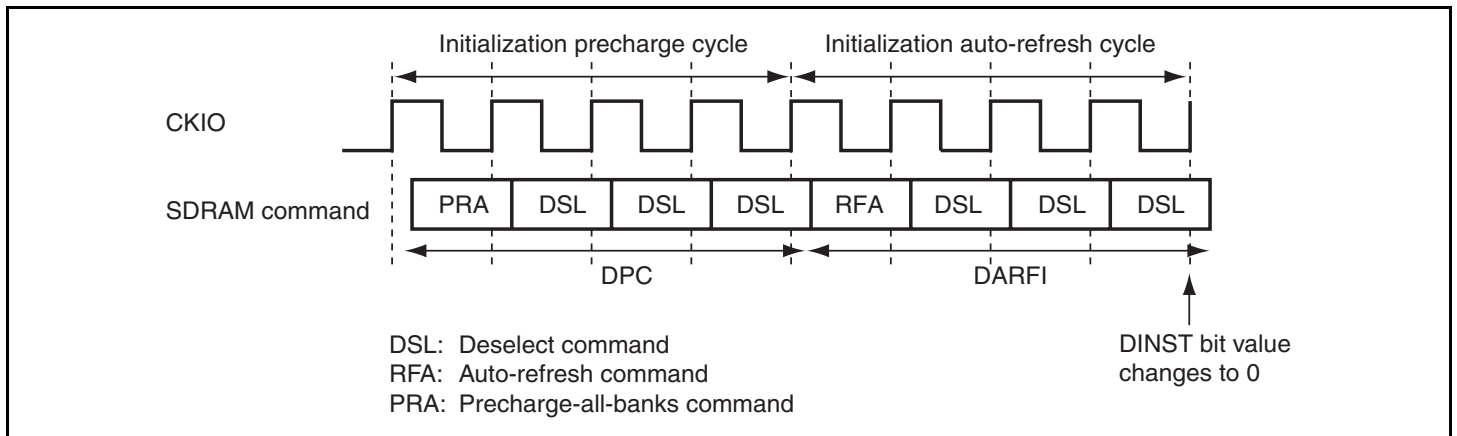 Initialization precharge cycle Initialization auto-refresh cycle
CKIO
SDRAM command PRA DSL DSL DSL RFA DSL DSL DSL
DPC DARFI
DSL: Deselect command
RFA: Auto-refresh command
PRA: Precharge-all-banks command
DINST bit value
changes to 0